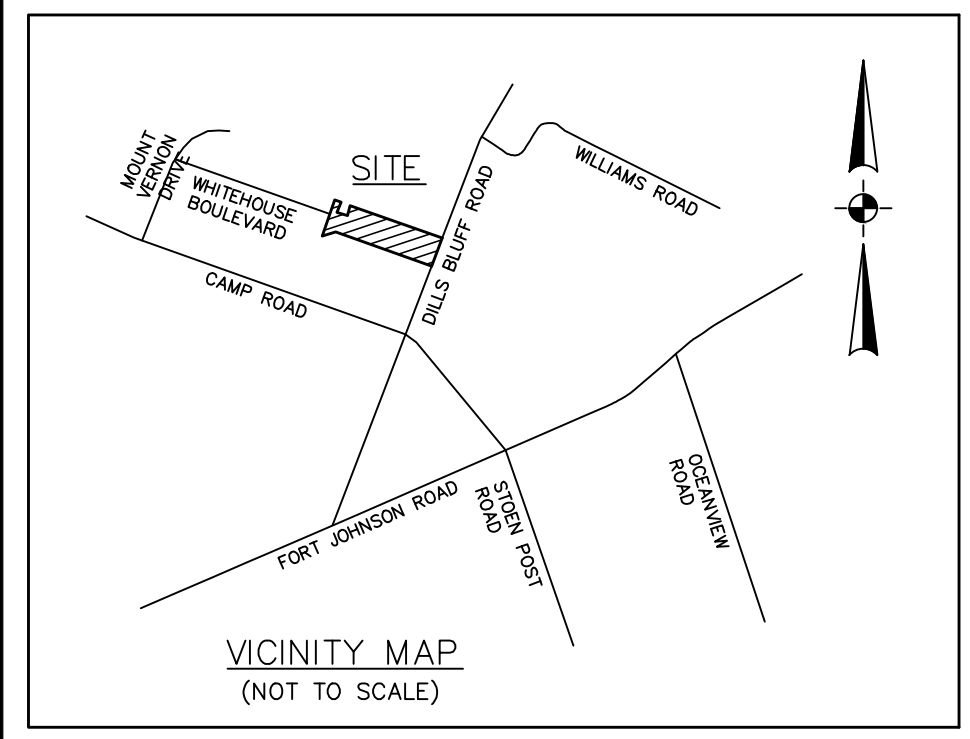 MOUNT
VERNON
DRIVE
WHITEHOUSE
BOULEVARD
SITE
DILLS BLUFF ROAD
WILLIAMS ROAD
CAMP ROAD
FORT JOHNSON ROAD
STOEN POST
ROAD
OCEANVIEW
ROAD
VICINITY MAP
(NOT TO SCALE)